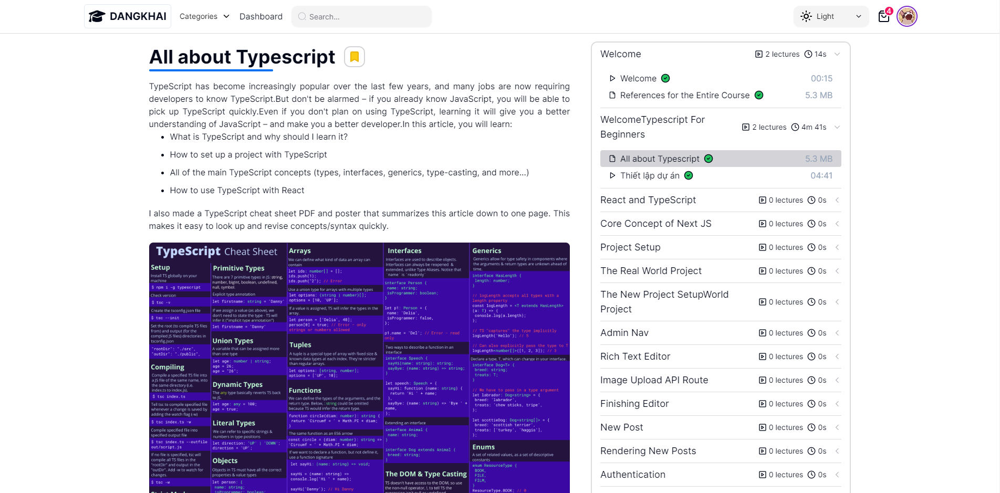 DANGKHAI
Categories
Dashboard
Search...
Light
4
All about Typescript
TypeScript has become increasingly popular over the last few years, and many jobs are now requiring
developers to know TypeScript.But don't be alarmed – if you already know JavaScript, you will be able to
pick up TypeScript quickly.Even if you don't plan on using TypeScript, learning it will give you a better
understanding of JavaScript – and make you a better developer.In this article, you will learn:
• What is TypeScript and why should I learn it?
• How to set up a project with TypeScript
• All of the main TypeScript concepts (types, interfaces, generics, type-casting, and more...)
• How to use TypeScript with React
I also made a TypeScript cheat sheet PDF and poster that summarizes this article down to one page. This
makes it easy to look up and revise concepts/syntax quickly.
TypeScript Cheat Sheet
Setup
Install TS globally on your
machine
$ npm i -g typescript
Check version
$ tsc -v
Create the tsconfig.json file
$ tsc --init
Set the root (to compile TS files
from) and output (for the
compiled JS files) directories in
tsconfig.json
"rootDir": "./src",
"outDir": "./public",
Compiling
Compile a specified TS file into
a JS file of the same name, into
the same directory (i.e.
index.ts to index.js).
$ tsc index.ts
Tell tsc to compile specified file
whenever a change is saved by
adding the watch flag (-w)
$ tsc index.ts -w
Compile specified file into
specified output file
$ tsc index.ts --outfile
out/script.js
If no file is specified, tsc will
compile all TS files in the
"rootDir" and output in the
"outDir". Add -w to watch for
changes.
$ tsc -w
Primitive Types
There are 7 primitive types in JS: string,
number, bigInt, boolean, undefined,
null, symbol.
Explicit type annotation
let firstname: string = 'Danny'
If we assign a value (as above), we
don't need to state the type - TS will
infer it ("implicit type annotation")
let firstname = 'Danny'
Union Types
A variable that can be assigned more
than one type
let age: number | string;
age = 26;
age = "26";
Dynamic Types
The any type basically reverts TS back
to JS.
let age: any = 100;
age = true;
Literal Types
We can refer to specific strings &
numbers in type positions
let direction: 'UP' | 'DOWN';
direction = 'UP';
Objects
Objects in TS must have all the correct
properties & value types
let person: {
name: string;
isProgrammer: boolean;
Arrays
We can define what kind of data an array can
contain
let ids: number[] = [];
ids.push(1);
ids.push("2"); // Error
Use a union type for arrays with multiple types
let options: (string | number)[];
options = [10, 'UP'];
If a value is assigned, TS will infer the types in the
array.
let person = ['Delia', 48];
person[0] = true; // Error - only
strings or numbers allowed
Tuples
A tuple is a special type of array with fixed size &
known data types at each index. They're stricter
than regular arrays.
let options: [string, number];
options = ['UP', 10];
Functions
We can define the types of the arguments, and the
return type. Below, : string could be omitted
because TS would infer the return type.
function circle(diam: number): string {
return 'Circumf = ' + Math.PI * diam;
}
The same function as an ES6 arrow
const circle = (diam: number): string =>
'Circumf = ' + Math.PI * diam;
If we want to declare a function, but not define it,
use a function signature
let sayHi: (name: string) => void;
sayHi = (name: string) =>
console.log('Hi ' + name);
sayHi('Danny'); // Hi Danny
Interfaces
Interfaces are used to describe objects.
Interfaces can always be reopened &
extended, unlike Type Aliases. Notice that
`name` is `readonly`
interface Person {
name: string;
isProgrammer: boolean;
}
let p1: Person = {
name: 'Delia',
isProgrammer: false,
};
p1.name = 'Del'; // Error - read
only
Two ways to describe a function in an
interface
interface Speech {
sayHi(name: string): string;
sayBye: (name: string) => string;
}
let speech: Speech = {
sayHi: function (name: string) {
return 'Hi ' + name;
},
sayBye: (name: string) => 'Bye ' +
name,
};
Extending an interface
interface Animal {
name: string;
}
interface Dog extends Animal {
breed: string;
}
The DOM & Type Casting
TS doesn't have access to the DOM, so use
the non-null operator, !, to tell TS the
Generics
Generics allow for type safety in components where
the arguments & return types are unknown ahead of
time.
interface HasLength {
length: number;
}
// logLength accepts all types with a
length property
const logLength = <T extends HasLength>
(a: T) => {
console.log(a.length);
};
// TS "captures" the type implicitly
logLength('Hello'); // 5
// Can also explicitly pass the type to T
logLength<number[]>([1, 2, 3]); // 3
Declare a type, T, which can change in your interface.
interface Dog<T> {
breed: string;
treats: T;
}
// We have to pass in a type argument
let labrador: Dog<string> = {
breed: 'labrador',
treats: 'chew sticks, tripe',
};
let scottieDog: Dog<string[]> = {
breed: 'scottish terrier',
treats: ['turkey', 'haggis'],
};
Enums
A set of related values, as a set of descriptive
constants
enum ResourceType {
BOOK,
FILE,
FILM,
}
ResourceType.BOOK; // 0
Welcome 2 lectures 14s
Welcome 00:15
References for the Entire Course 5.3 MB
WelcomeTypescript For
Beginners
2 lectures 4m 41s
All about Typescript 5.3 MB
Thiết lập dự án 04:41
React and TypeScript 0 lectures 0s
Core Concept of Next JS 0 lectures 0s
Project Setup 0 lectures 0s
The Real World Project 0 lectures 0s
The New Project SetupWorld
Project
0 lectures 0s
Admin Nav 0 lectures 0s
Rich Text Editor 0 lectures 0s
Image Upload API Route 0 lectures 0s
Finishing Editor 0 lectures 0s
New Post 0 lectures 0s
Rendering New Posts 0 lectures 0s
Authentication 0 lectures 0s